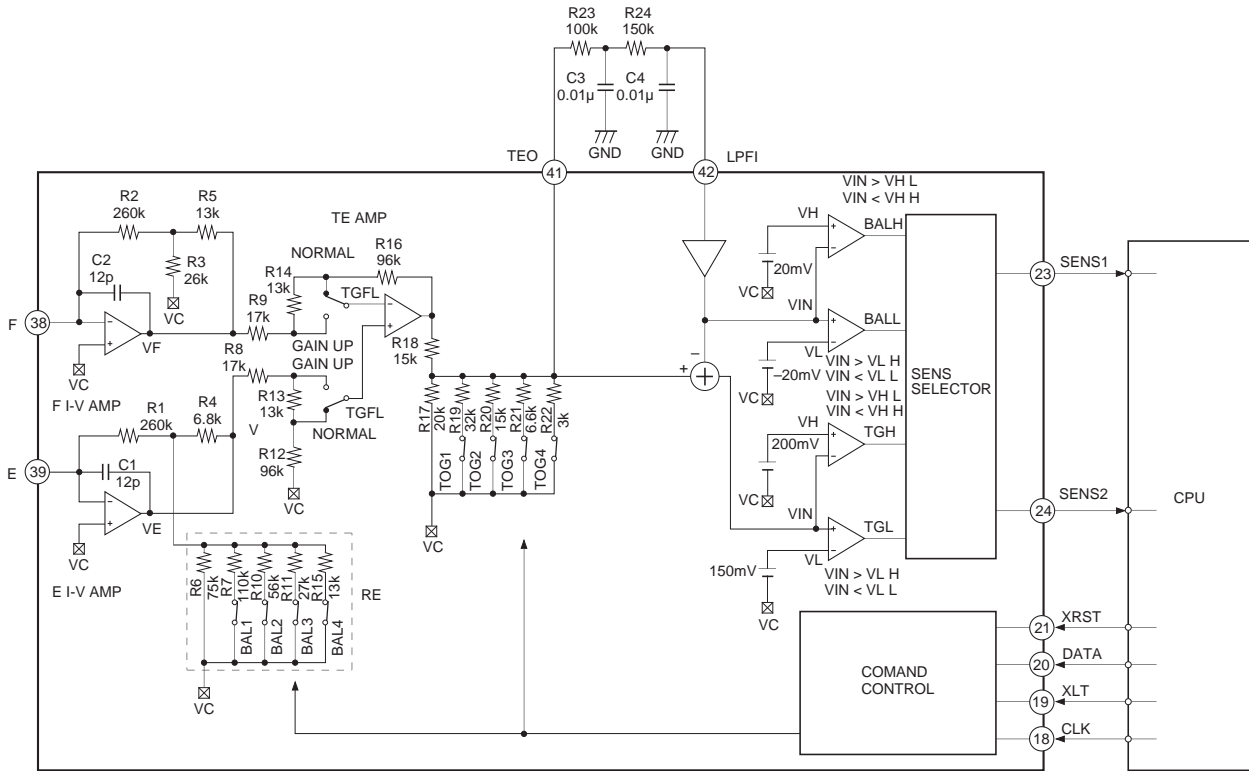 R23
100k
R24
150k
C3
0.01µ
C4
0.01µ
GND
GND
TEO
41
42
LPFI
R2
260k
R5
13k
C2
12p
R3
26k
VC
F
38
VF
VC
F I-V AMP
R9
17k
R8
17k
TE AMP
NORMAL
R14
13k
TGFL
GAIN UP
GAIN UP
R13
13k
V
TGFL
NORMAL
R12
96k
VC
R16
96k
R18
15k
R1
260k
R4
6.8k
E
39
C1
12p
VE
VC
E I-V AMP
R6
75k
R7
110k
R10
56k
R11
27k
R15
13k
BAL1
BAL2
BAL3
BAL4
RE
VC
R17
20k
R19
32k
R20
15k
R21
6.6k
R22
3k
TOG1
TOG2
TOG3
TOG4
VC
VIN > VH L
VIN < VH H
VH
BALH
20mV
VC
VIN
BALL
VL
–20mV
VC
VIN > VL H
VIN < VL L
VIN > VH L
VIN < VH H
VH
TGH
200mV
VC
VIN
TGL
VL
150mV
VC
VIN > VL H
VIN < VL L
SENS
SELECTOR
23
SENS1
24
SENS2
CPU
COMAND
CONTROL
21
XRST
20
DATA
19
XLT
18
CLK